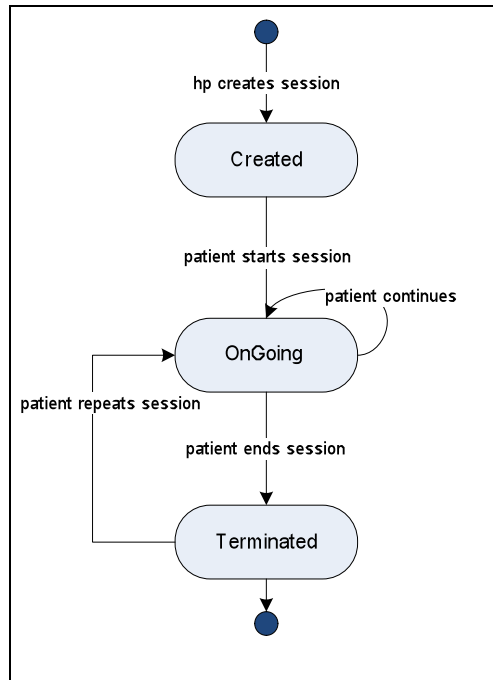 hp creates session
Created
patient starts session
patient continues
OnGoing
patient repeats session
patient ends session
Terminated